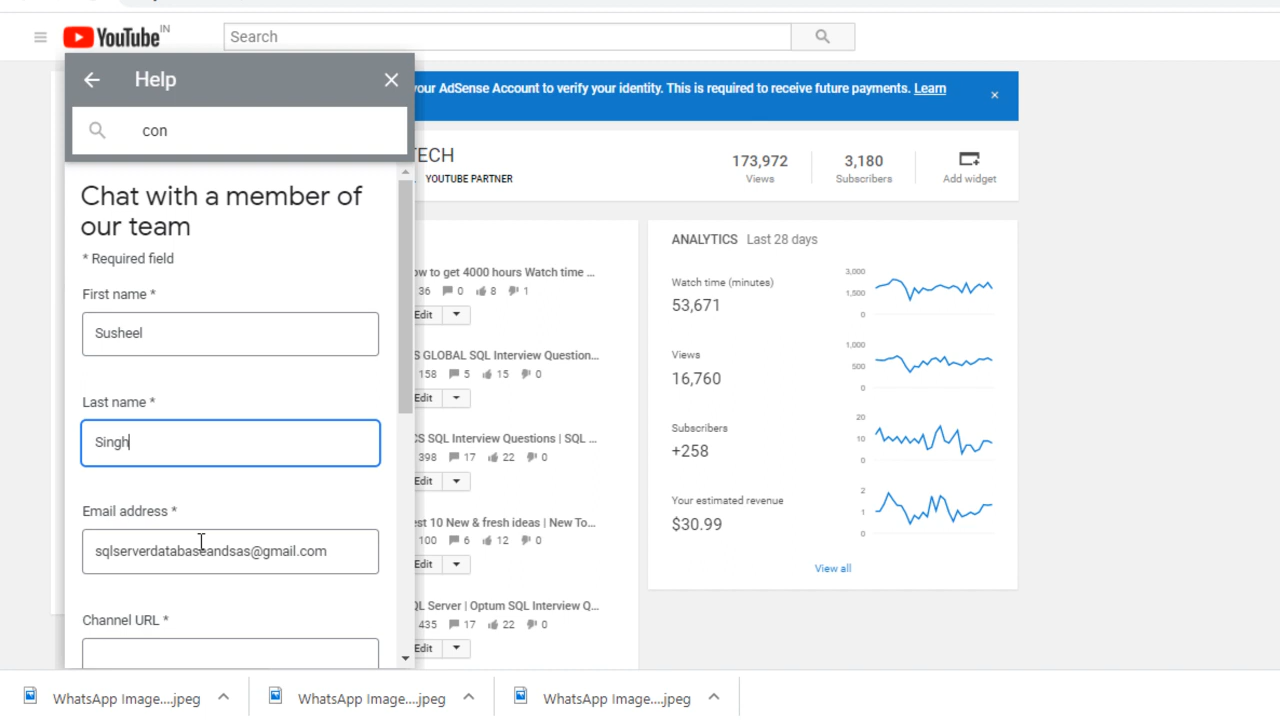 YouTube IN
Search
Help
con
Chat with a member of
our team
* Required field
First name *
Susheel
Last name *
Singh
Email address *
sqlserverdatabaseandsas@gmail.com
Channel URL *
your AdSense Account to verify your identity. This is required to receive future payments. Learn
TECH
YOUTUBE PARTNER
173,972
Views
3,180
Subscribers
Add widget
ow to get 4000 hours Watch time ...
36 0 8 1
Edit
S GLOBAL SQL Interview Question...
158 5 15 0
Edit
CS SQL Interview Questions | SQL ...
398 17 22 0
Edit
est 10 New & fresh ideas | New To...
100 6 12 0
Edit
QL Server | Optum SQL Interview Q...
435 17 22 0
Edit
ANALYTICS Last 28 days
Watch time (minutes)
53,671
3,000
1,500
0
Views
16,760
1,000
500
0
Subscribers
+258
20
10
0
Your estimated revenue
$30.99
2
1
0
View all
WhatsApp Image....jpeg
WhatsApp Image....jpeg
WhatsApp Image....jpeg